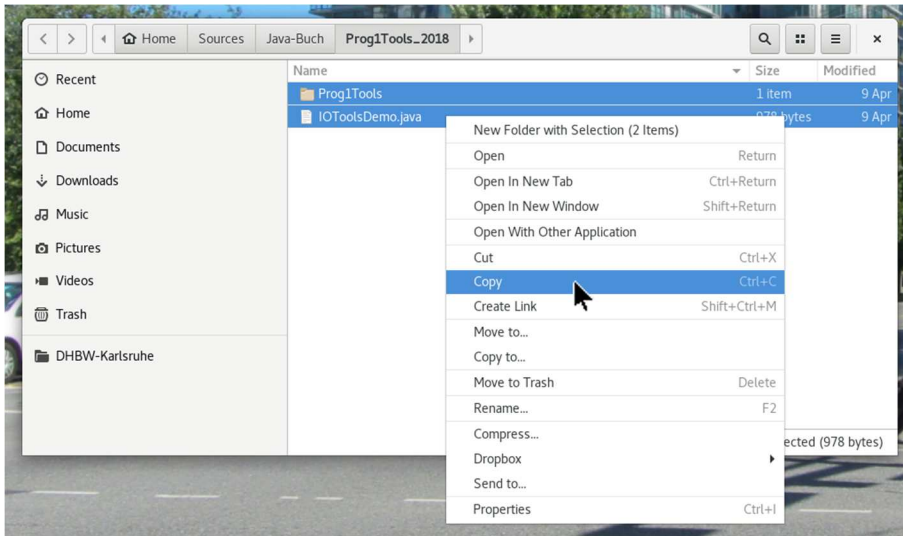 Home Sources Java-Buch Prog1Tools_2018
Name Size Modified
Recent
Home
Documents
Downloads
Music
Pictures
Videos
Trash
DHBW-Karlsruhe
Prog1Tools 1 item 9 Apr
IOToolsDemo.java 978 bytes 9 Apr
New Folder with Selection (2 Items)
Open Return
Open In New Tab Ctrl+Return
Open In New Window Shift+Return
Open With Other Application
Cut Ctrl+X
Copy Ctrl+C
Create Link Shift+Ctrl+M
Move to...
Copy to...
Move to Trash Delete
Rename... F2
Compress...
Dropbox
Send to...
Properties Ctrl+I
ected (978 bytes)